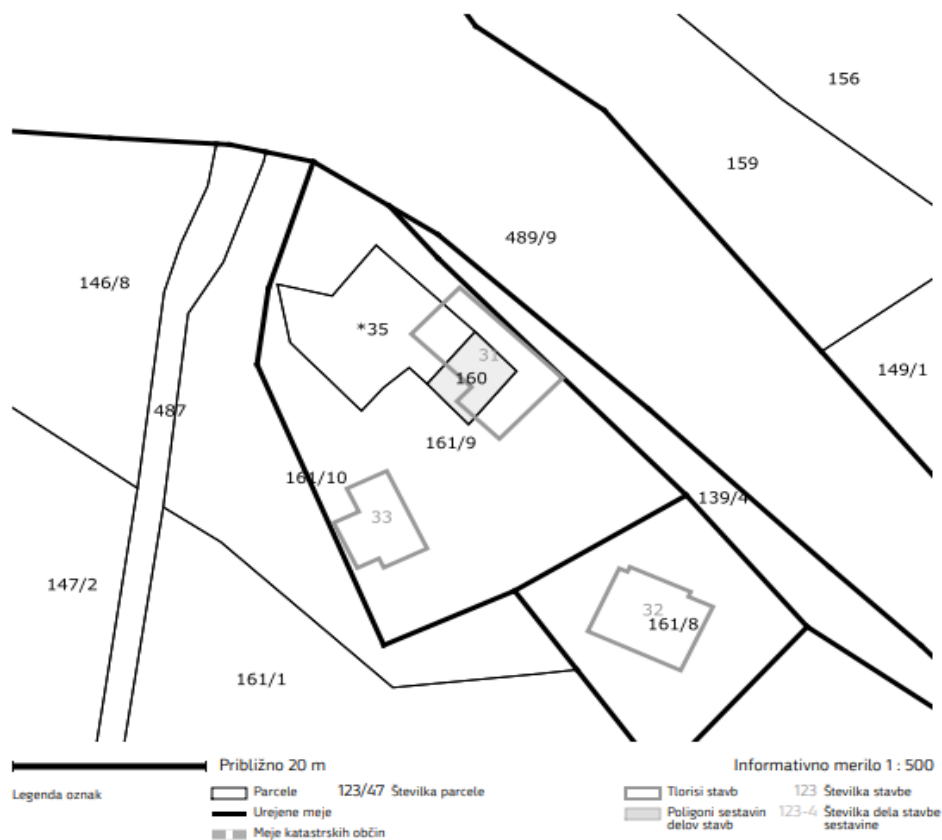 156
159
489/9
146/8
*35
31
149/1
160
487
161/9
161/10
33
139/4
147/2
32
161/8
161/1
Približno 20 m
Informativno merilo 1 : 500
Legenda oznak
Parcele
123/47 Številka parcele
Urejene meje
Meje katastrskih občin
Tlorisi stavb
123 Številka stavbe
Poligoni sestavin
delov stavb
123-4 Številka dela stavbe
sestavine